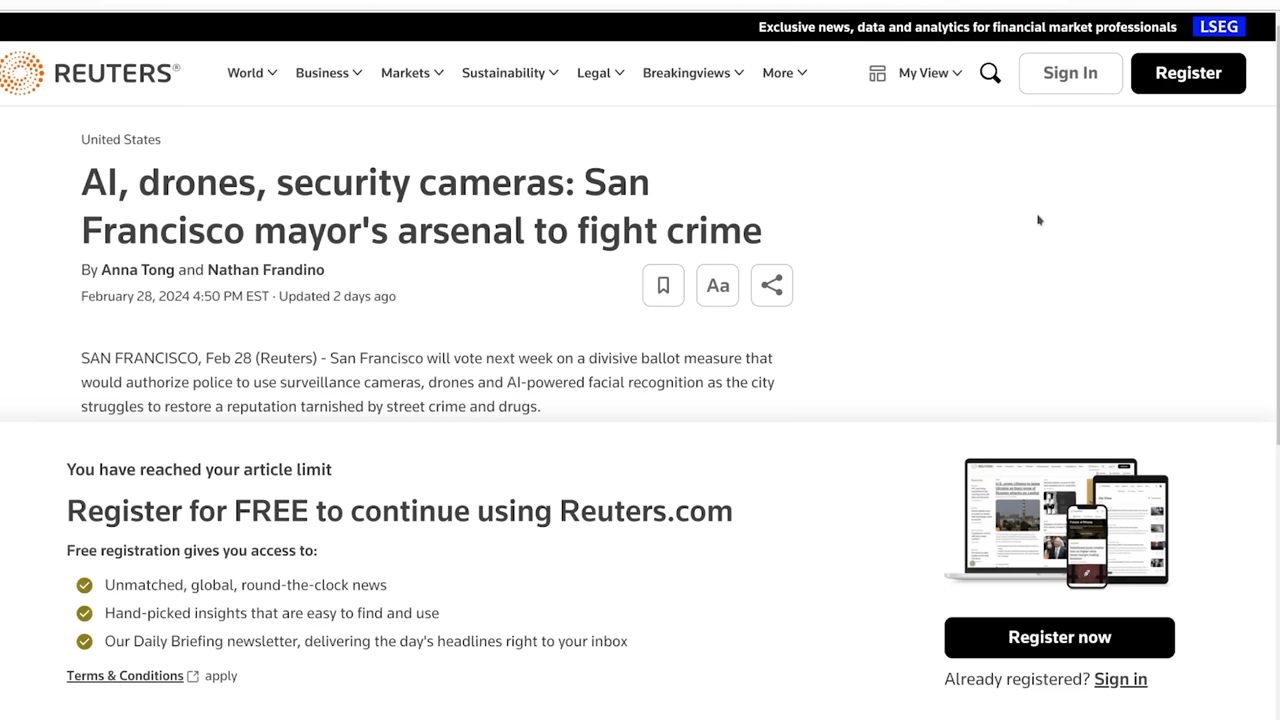 Exclusive news, data and analytics for financial market professionals LSEG
REUTERS® World Business Markets Sustainability Legal Breakingviews More My View Sign In Register
United States
AI, drones, security cameras: San
Francisco mayor's arsenal to fight crime
By Anna Tong and Nathan Frandino
February 28, 2024 4:50 PM EST · Updated 2 days ago
Aa
SAN FRANCISCO, Feb 28 (Reuters) - San Francisco will vote next week on a divisive ballot measure that
would authorize police to use surveillance cameras, drones and AI-powered facial recognition as the city
struggles to restore a reputation tarnished by street crime and drugs.
You have reached your article limit
Register for FREE to continue using Reuters.com
Free registration gives you access to:
Unmatched, global, round-the-clock news
Hand-picked insights that are easy to find and use
Our Daily Briefing newsletter, delivering the day's headlines right to your inbox
Terms & Conditions apply
Register now
Already registered? Sign in